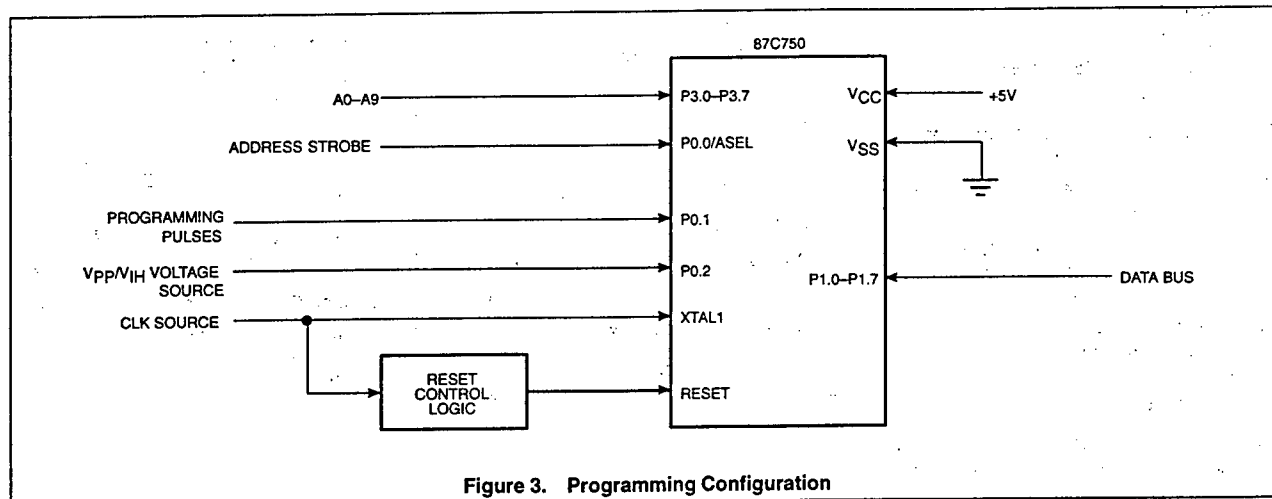 87C750
A0–A9
P3.0–P3.7
VCC
+5V
ADDRESS STROBE
P0.0/ASEL
VSS
PROGRAMMING
PULSES
P0.1
VPP/VIH VOLTAGE
SOURCE
P0.2
P1.0–P1.7
DATA BUS
CLK SOURCE
XTAL1
RESET
CONTROL
LOGIC
RESET
Figure 3. Programming Configuration